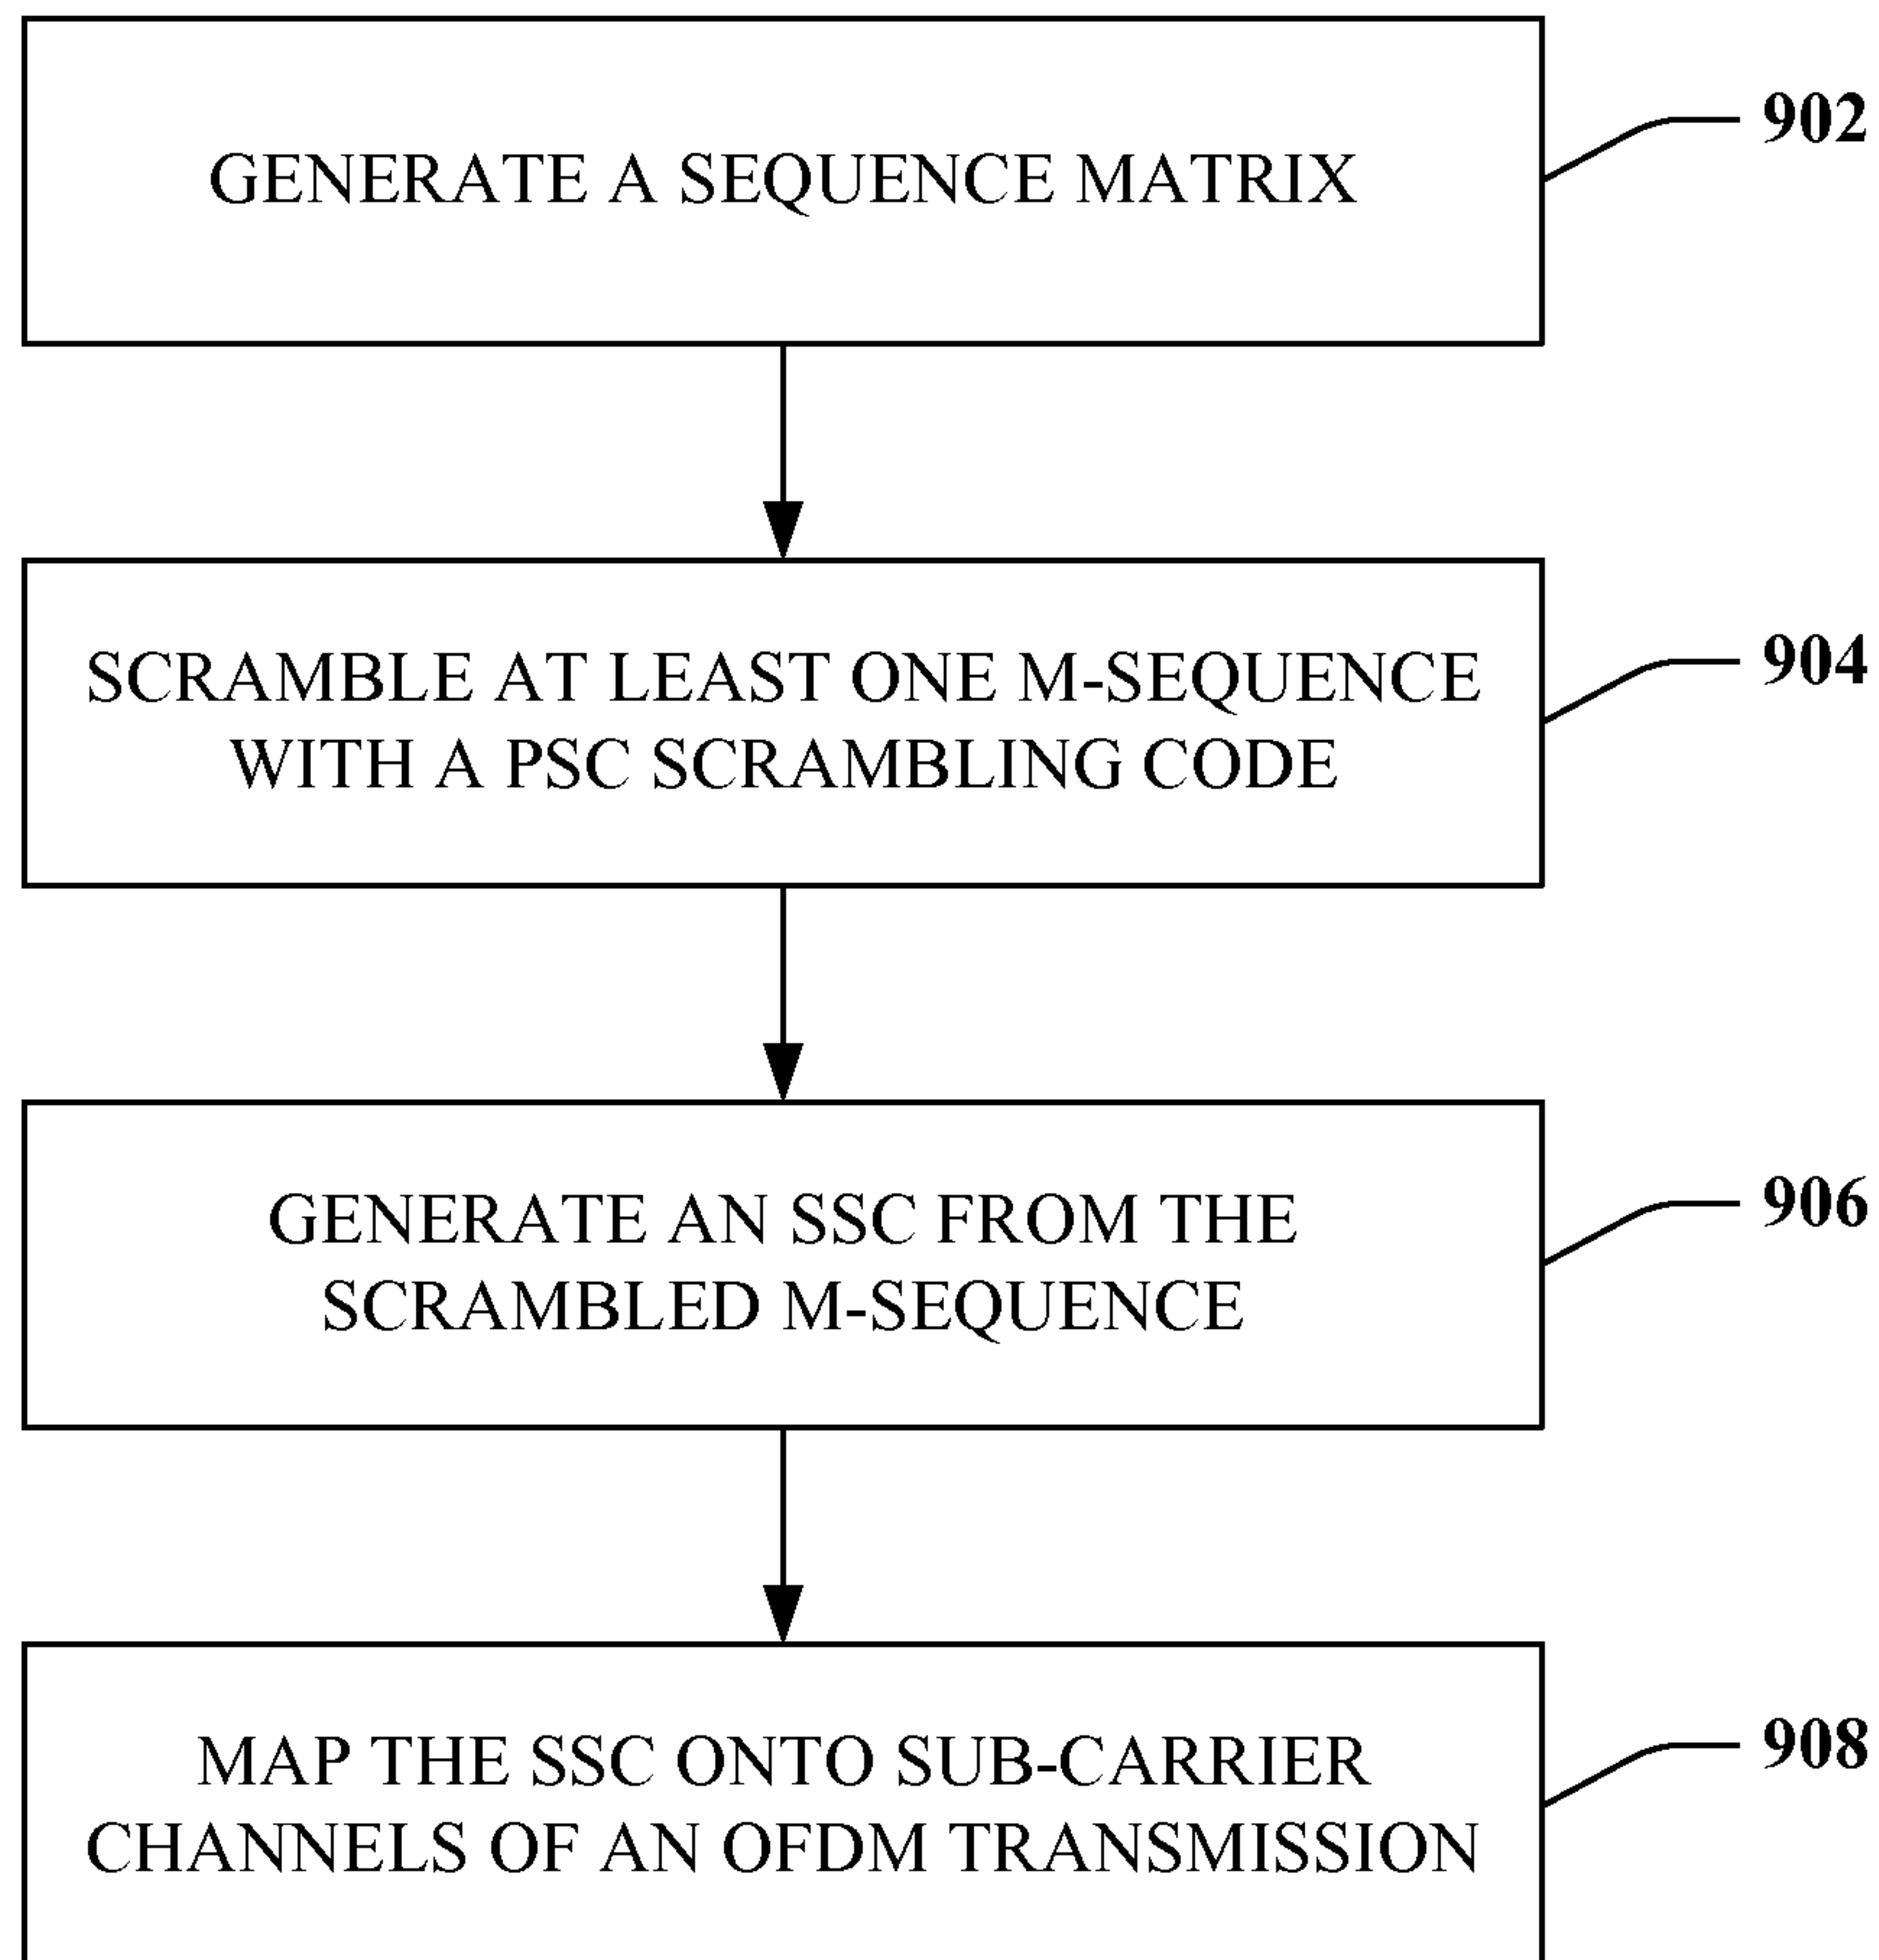 GENERATE A SEQUENCE MATRIX
902
SCRAMBLE AT LEAST ONE M-SEQUENCE
WITH A PSC SCRAMBLING CODE
904
GENERATE AN SSC FROM THE
SCRAMBLED M-SEQUENCE
906
MAP THE SSC ONTO SUB-CARRIER
CHANNELS OF AN OFDM TRANSMISSION
908